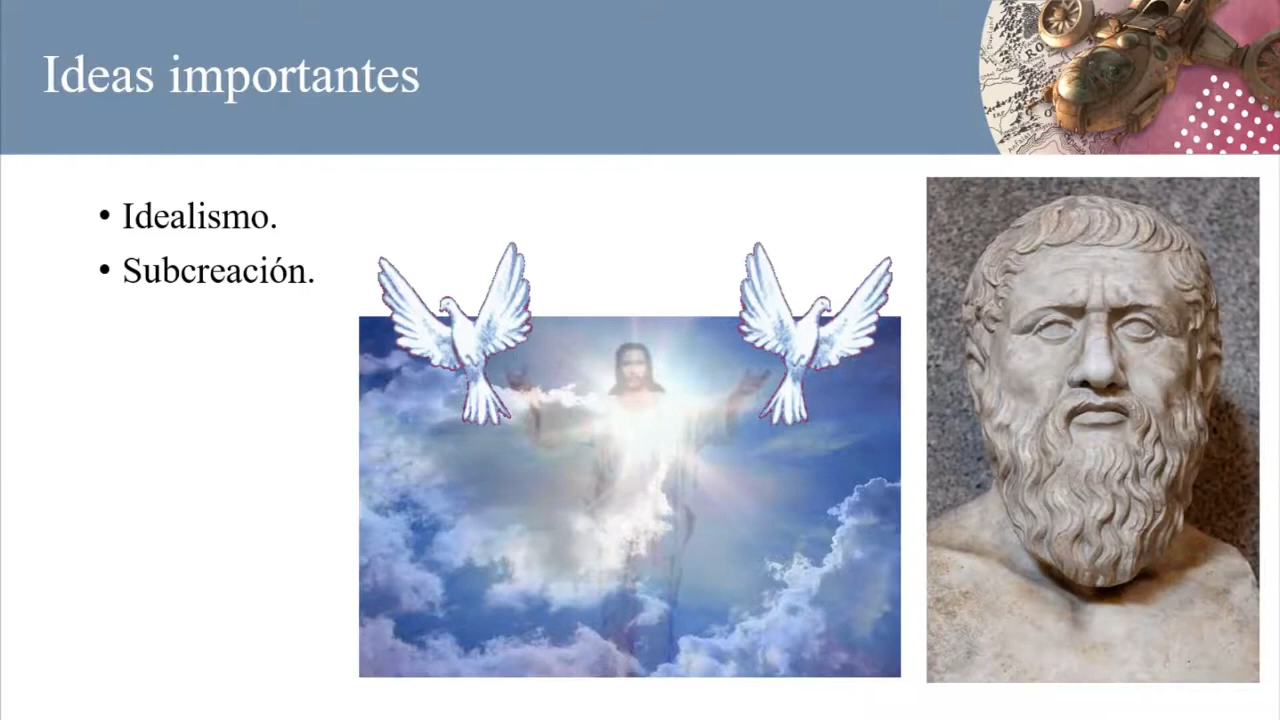 Ideas importantes
• Idealismo.
• Subcreación.